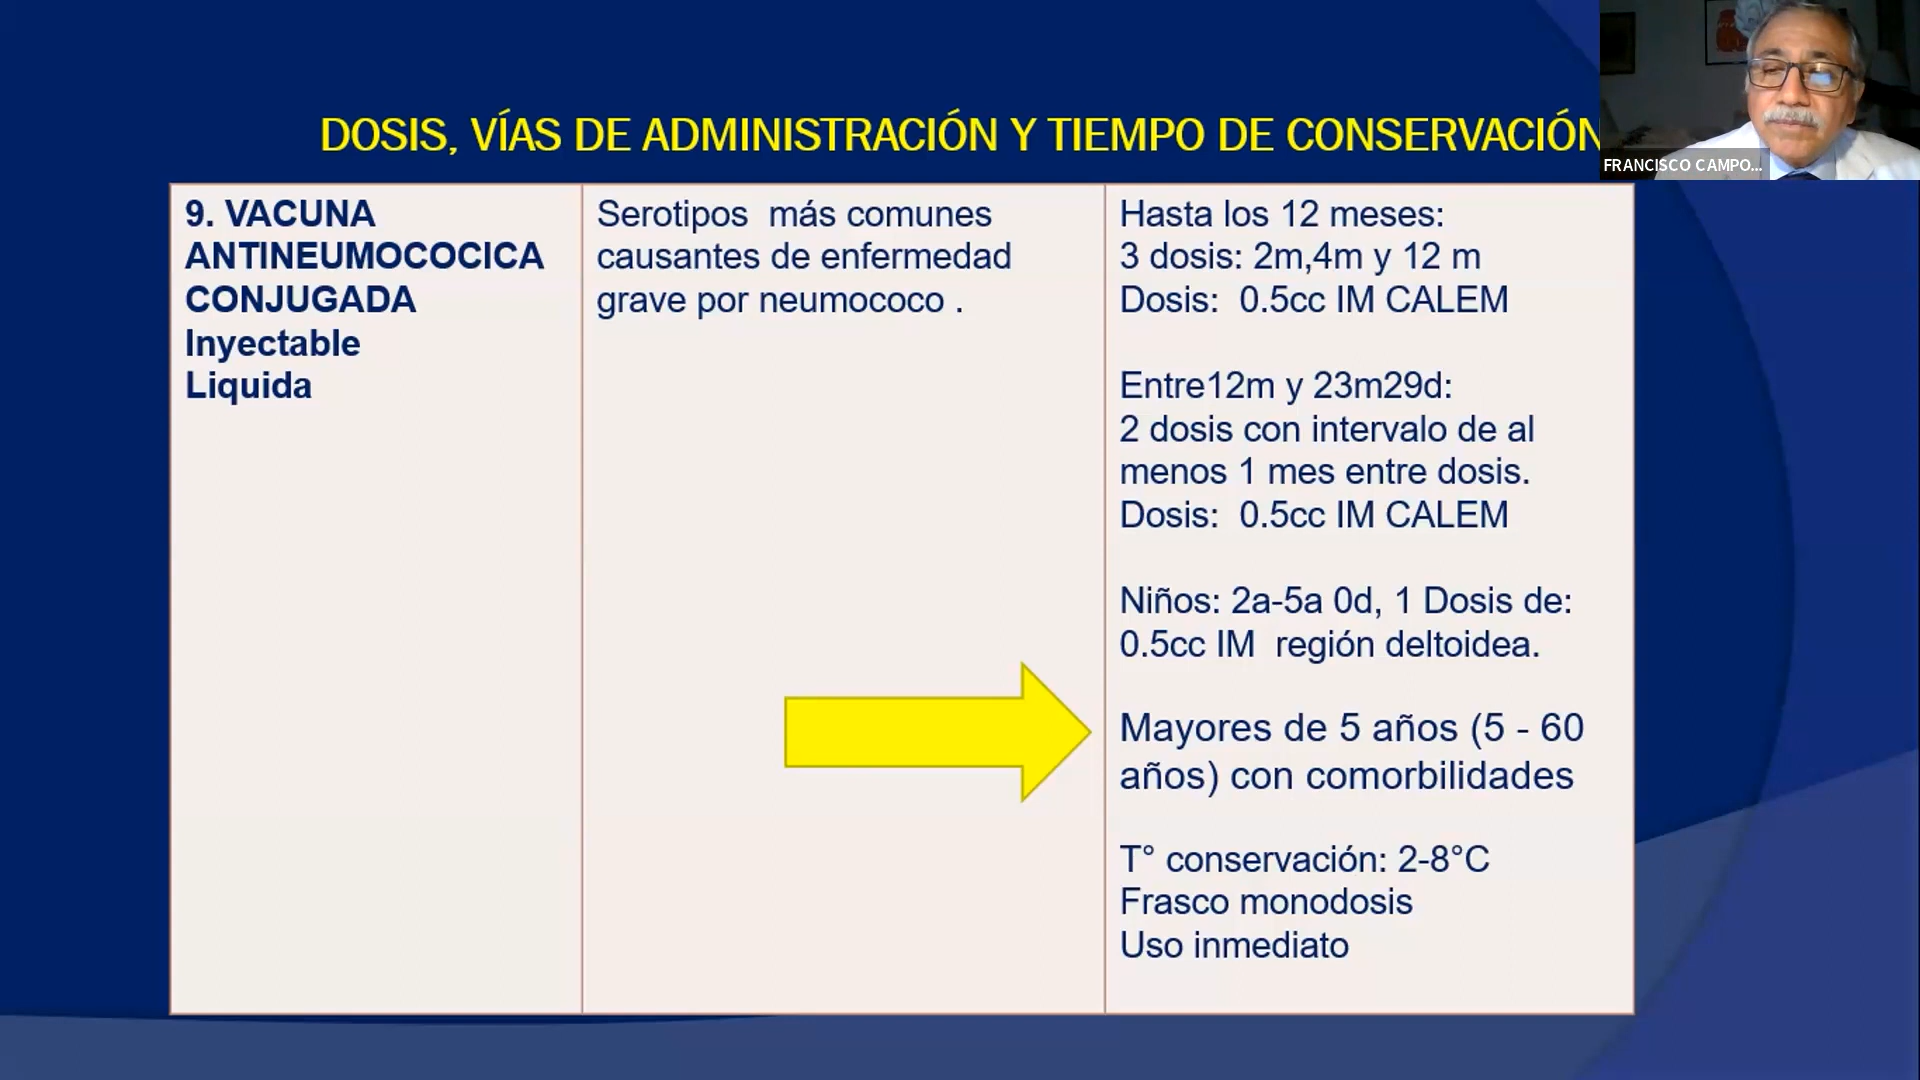 DOSIS, VÍAS DE ADMINISTRACIÓN Y TIEMPO DE CONSERVACIÓN
FRANCISCO CAMPO...
9. VACUNA
ANTINEUMOCOCICA
CONJUGADA
Inyectable
Liquida
Serotipos más comunes
causantes de enfermedad
grave por neumococo .
Hasta los 12 meses:
3 dosis: 2m,4m y 12 m
Dosis: 0.5cc IM CALEM
Entre12m y 23m29d:
2 dosis con intervalo de al
menos 1 mes entre dosis.
Dosis: 0.5cc IM CALEM
Niños: 2a-5a 0d, 1 Dosis de:
0.5cc IM región deltoidea.
Mayores de 5 años (5 - 60
años) con comorbilidades
T° conservación: 2-8°C
Frasco monodosis
Uso inmediato